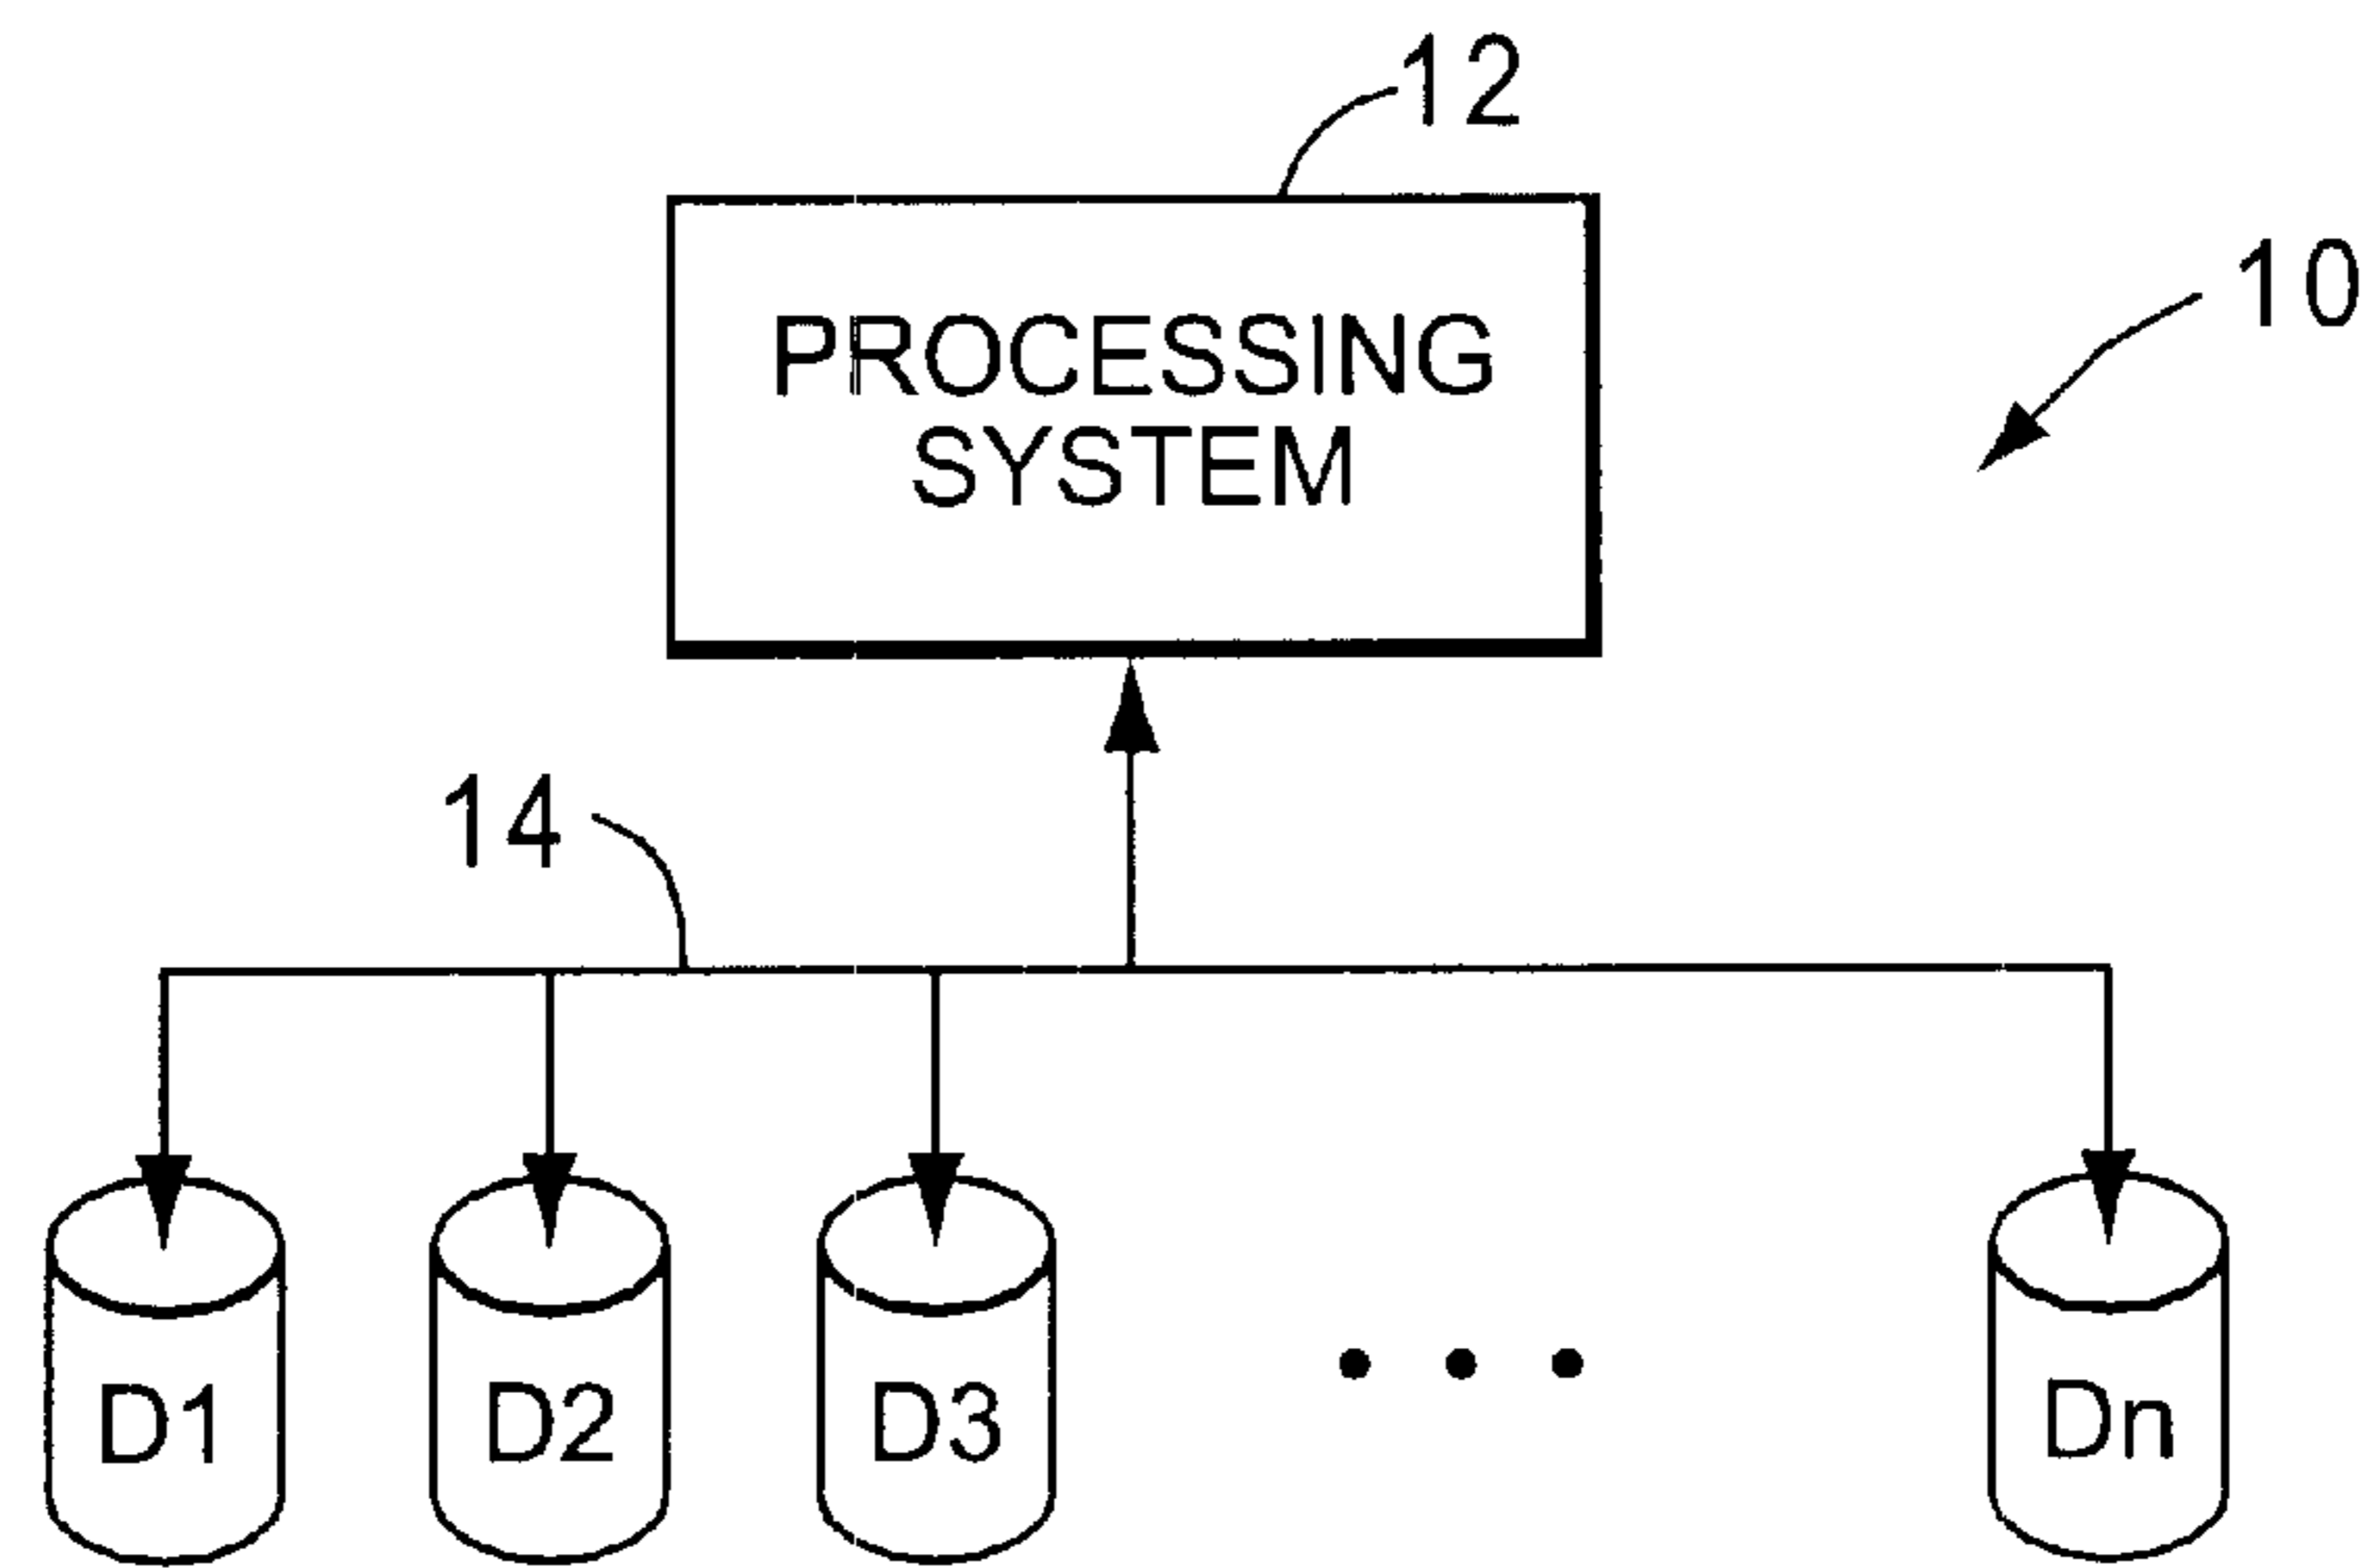 12
10
PROCESSING
SYSTEM
14
D1
D2
D3
Dn